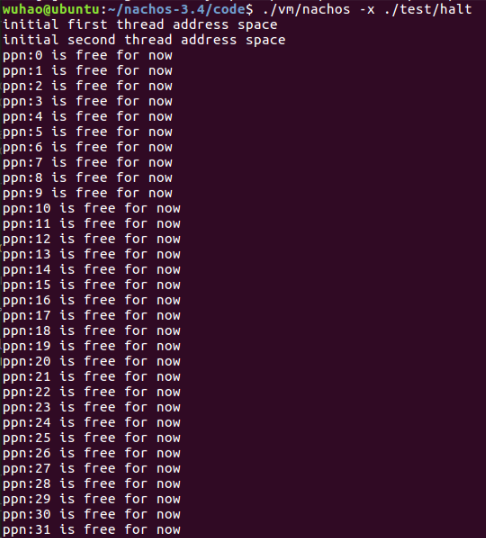 wuhao@ubuntu:~/nachos-3.4/code$ ./vm/nachos -x ./test/halt
initial first thread address space
initial second thread address space
ppn:0 is free for now
ppn:1 is free for now
ppn:2 is free for now
ppn:3 is free for now
ppn:4 is free for now
ppn:5 is free for now
ppn:6 is free for now
ppn:7 is free for now
ppn:8 is free for now
ppn:9 is free for now
ppn:10 is free for now
ppn:11 is free for now
ppn:12 is free for now
ppn:13 is free for now
ppn:14 is free for now
ppn:15 is free for now
ppn:16 is free for now
ppn:17 is free for now
ppn:18 is free for now
ppn:19 is free for now
ppn:20 is free for now
ppn:21 is free for now
ppn:22 is free for now
ppn:23 is free for now
ppn:24 is free for now
ppn:25 is free for now
ppn:26 is free for now
ppn:27 is free for now
ppn:28 is free for now
ppn:29 is free for now
ppn:30 is free for now
ppn:31 is free for now